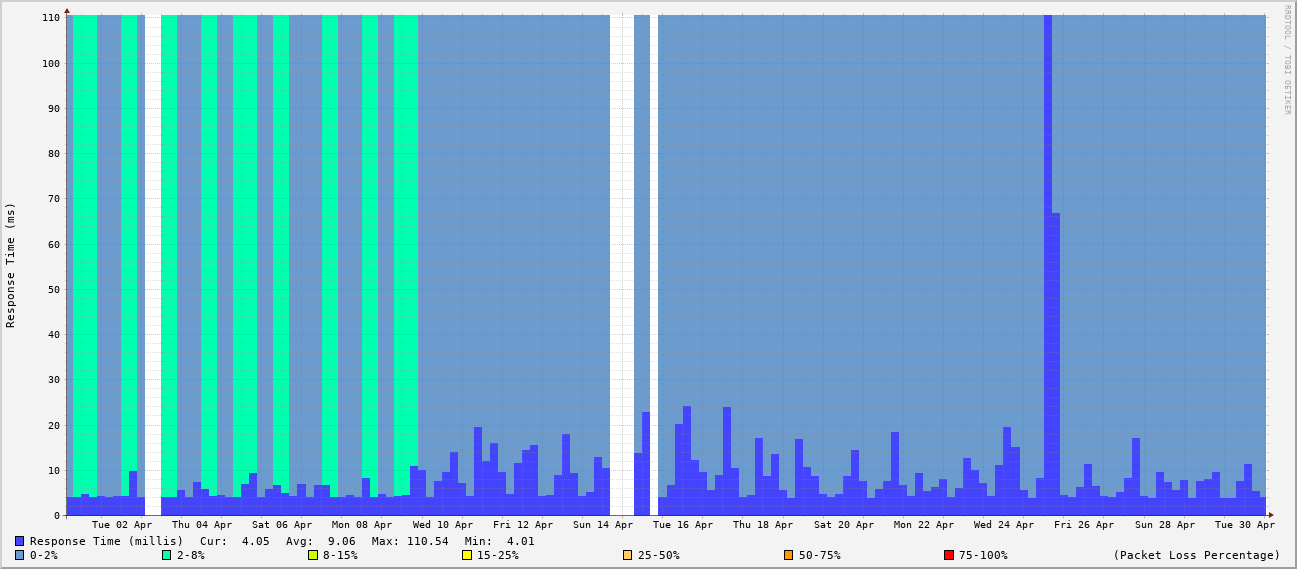 RRDTOOL / TOBI OETIKER
Response Time (ms)
110
100
90
80
70
60
50
40
30
20
10
0
Tue 02 Apr Thu 04 Apr Sat 06 Apr Mon 08 Apr Wed 10 Apr Fri 12 Apr Sun 14 Apr Tue 16 Apr Thu 18 Apr Sat 20 Apr Mon 22 Apr Wed 24 Apr Fri 26 Apr Sun 28 Apr Tue 30 Apr
Response Time (millis) Cur: 4.05 Avg: 9.06 Max: 110.54 Min: 4.01
0-2% 2-8% 8-15% 15-25% 25-50% 50-75% 75-100% (Packet Loss Percentage)